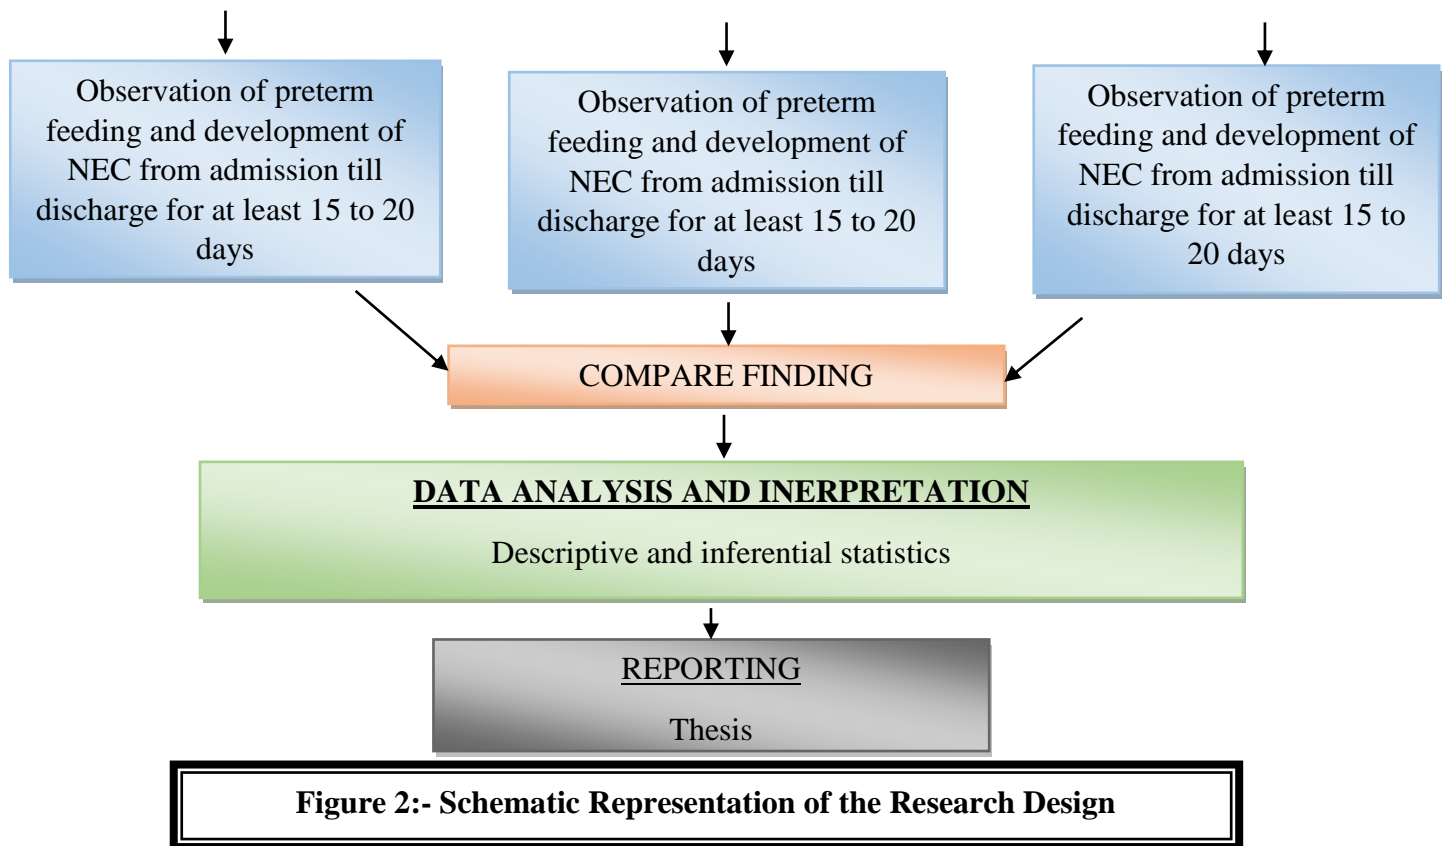 Observation of preterm
feeding and development of
NEC from admission till
discharge for at least 15 to 20
days
Observation of preterm
feeding and development of
NEC from admission till
discharge for at least 15 to 20
days
Observation of preterm
feeding and development of
NEC from admission till
discharge for at least 15 to
20 days
COMPARE FINDING
DATA ANALYSIS AND INERPRETATION
Descriptive and inferential statistics
REPORTING
Thesis
Figure 2:- Schematic Representation of the Research Design